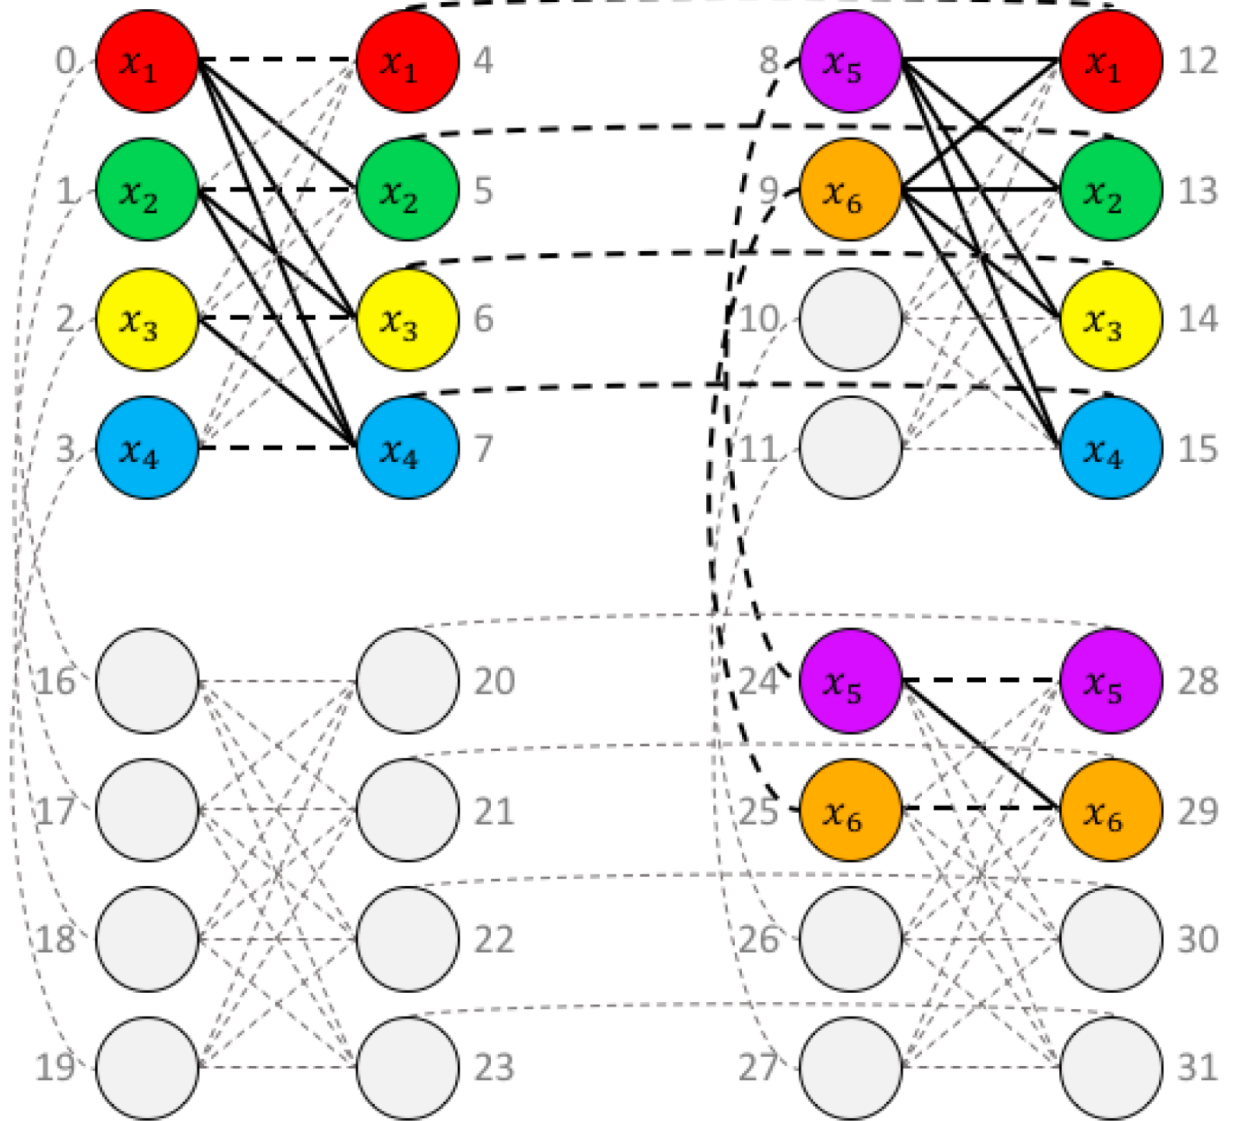 0 x₁ x₁ 4 8 x₅ x₁ 12
1 x₂ x₂ 5 9 x₆ x₂ 13
2 x₃ x₃ 6 10 x₃ 14
3 x₄ x₄ 7 11 x₄ 15
16 20 24 x₅ x₅ 28
17 21 25 x₆ x₆ 29
18 22 26 30
19 23 27 31